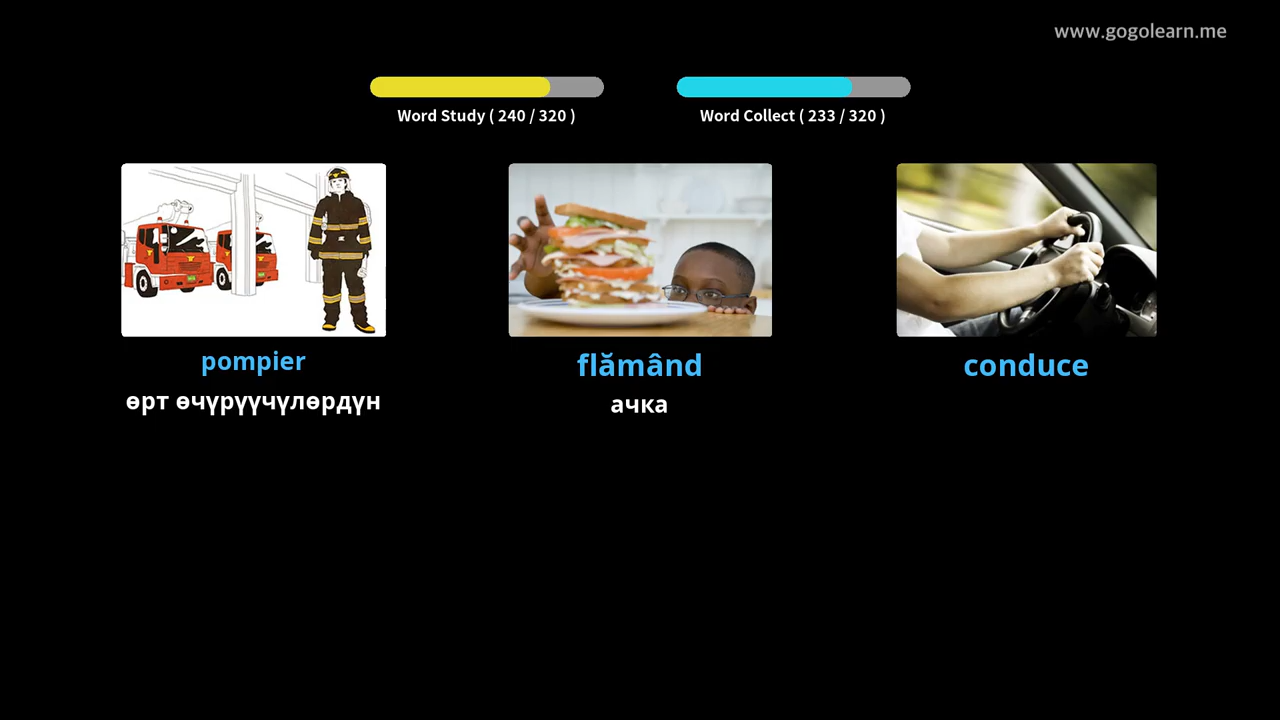 www.gogolearn.me
Word Study ( 240 / 320 )
Word Collect ( 233 / 320 )
pompier
өрт өчүрүүчүлөрдүн
flămând
ачка
conduce